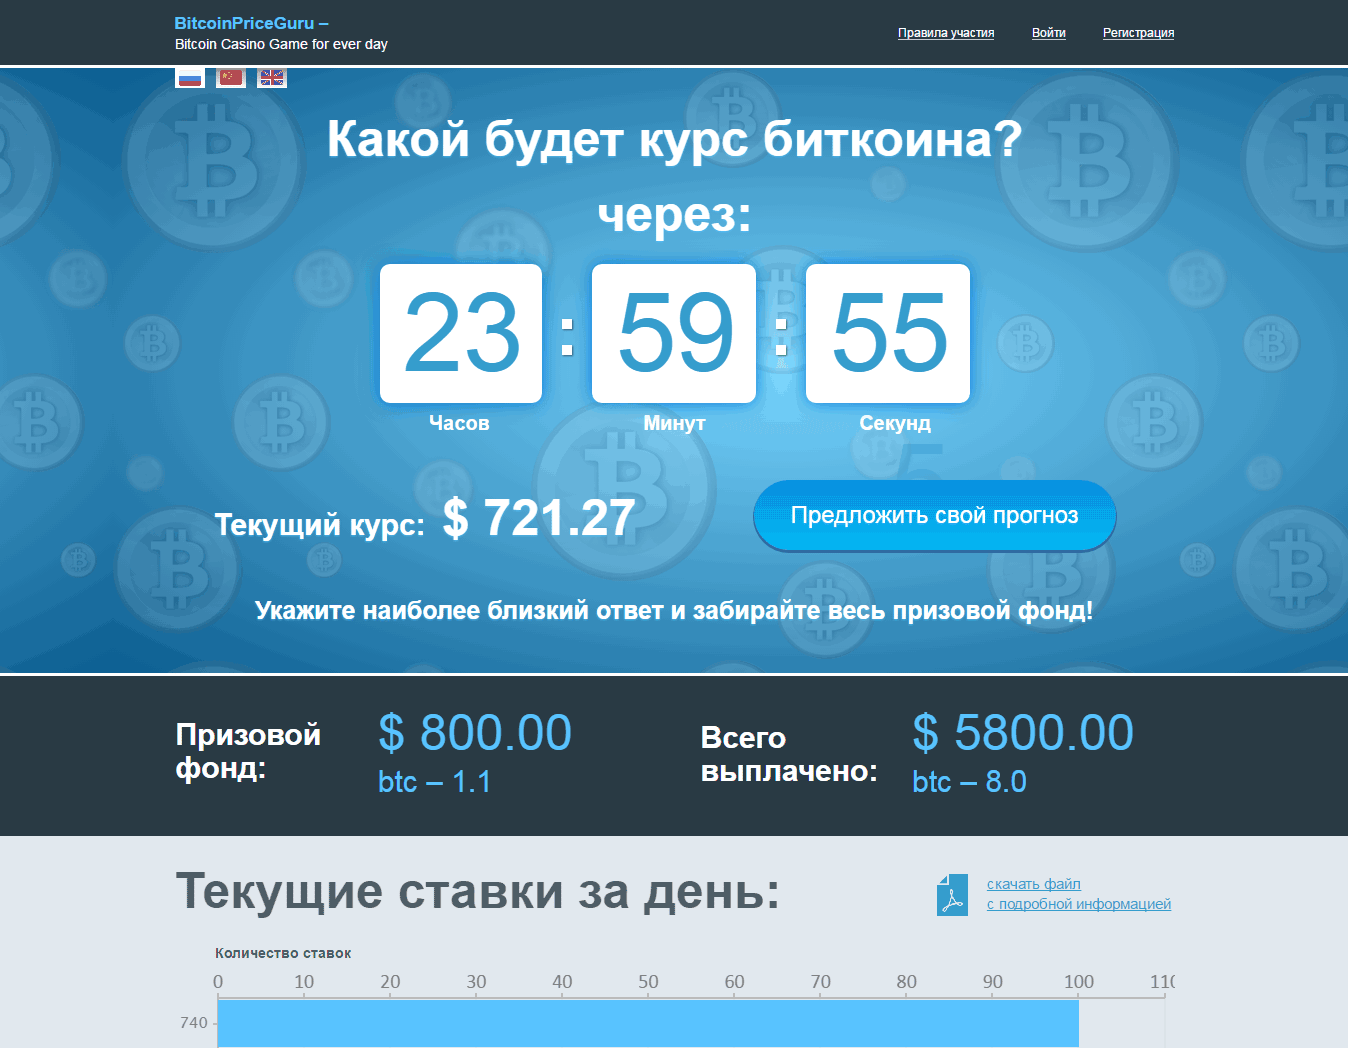 BitcoinPriceGuru –
Bitcoin Casino Game for ever day
Правила участия
Войти
Регистрация
Какой будет курс биткоина?
через:
23 : 59 : 55
Часов
Минут
Секунд
Текущий курс: $ 721.27
Предложить свой прогноз
Укажите наиболее близкий ответ и забирайте весь призовой фонд!
Призовой
фонд:
$ 800.00
btc – 1.1
Всего
выплачено:
$ 5800.00
btc – 8.0
Текущие ставки за день:
скачать файл
с подробной информацией
Количество ставок
0 10 20 30 40 50 60 70 80 90 100 110
740